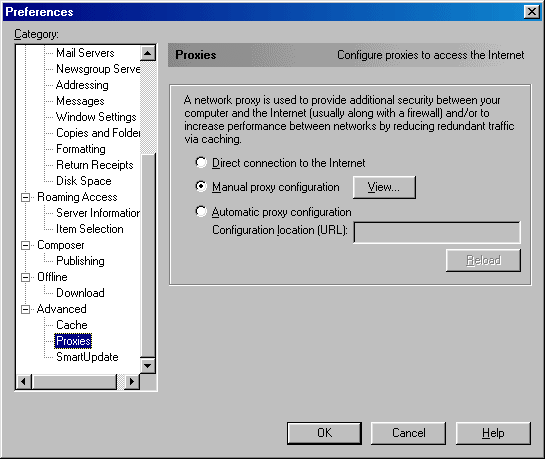 Preferences
Category:
Mail Servers
Newsgroup Serve
Addressing
Messages
Window Settings
Copies and Folder
Formatting
Return Receipts
Disk Space
Roaming Access
Server Information
Item Selection
Composer
Publishing
Offline
Download
Advanced
Cache
Proxies
SmartUpdate
Proxies Configure proxies to access the Internet
A network proxy is used to provide additional security between your
computer and the Internet (usually along with a firewall) and/or to
increase performance between networks by reducing redundant traffic
via caching.
Direct connection to the Internet
Manual proxy configuration View...
Automatic proxy configuration
Configuration location (URL):
Reload
OK Cancel Help